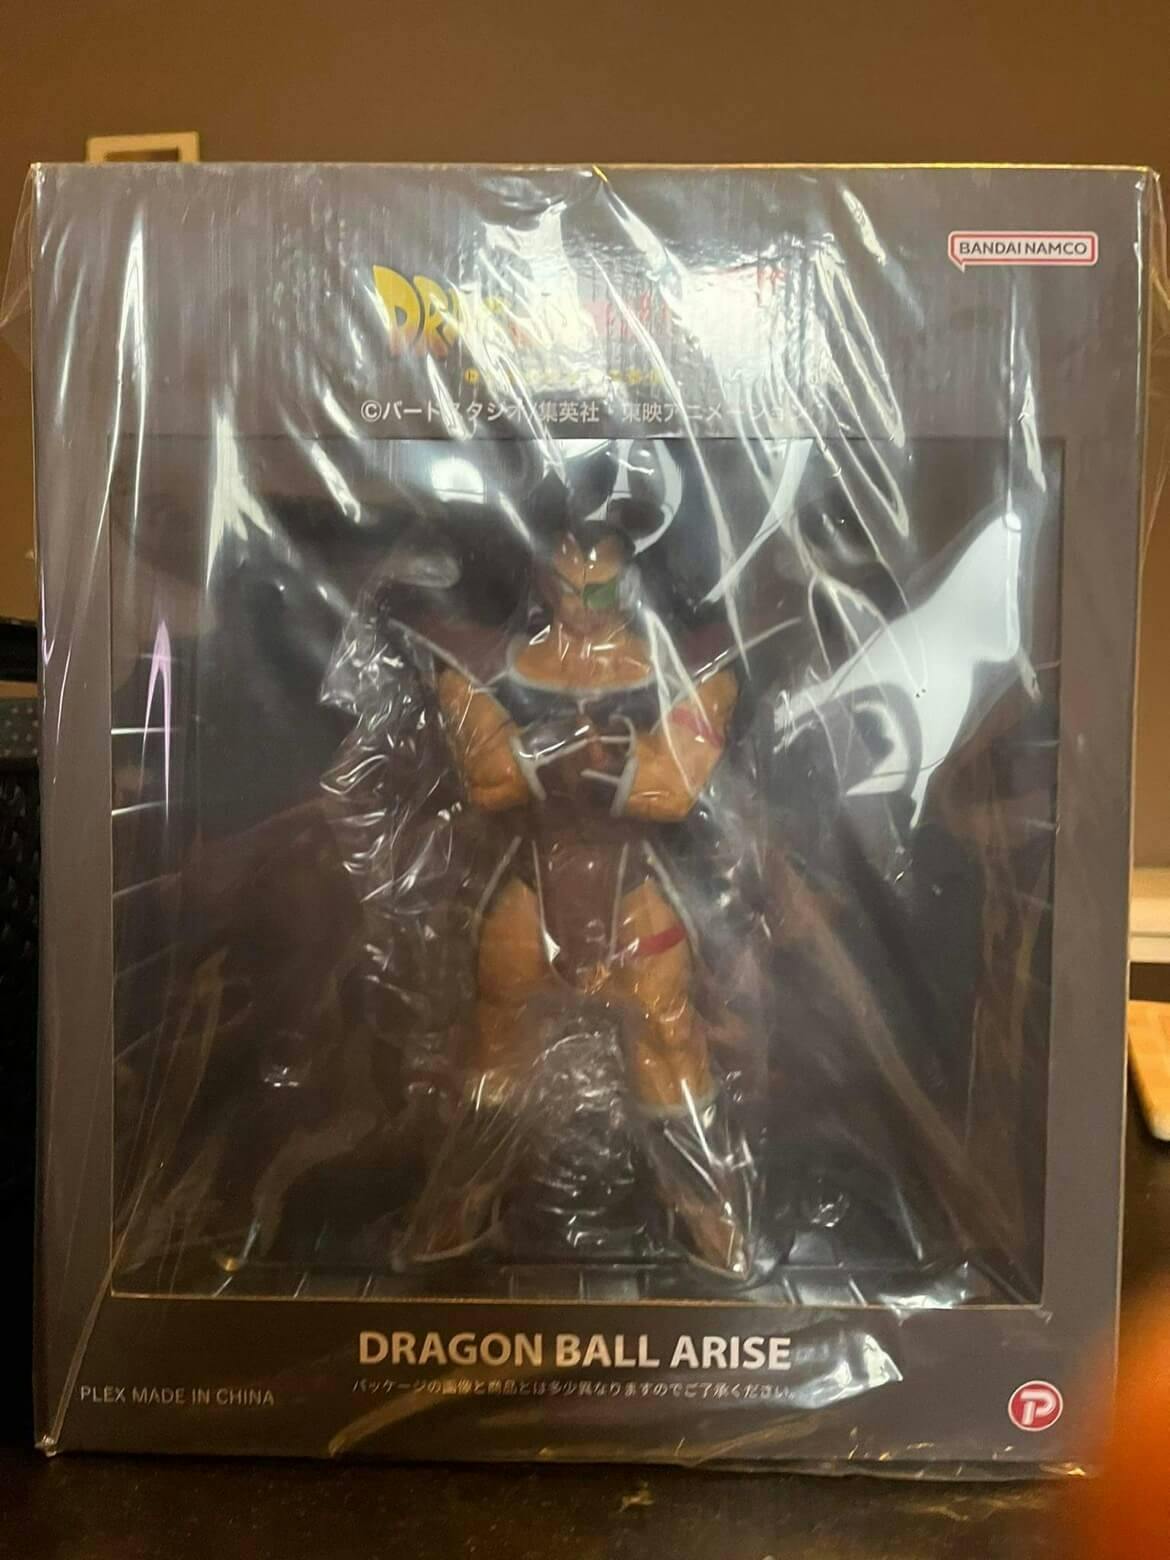 BANDAI NAMCO
©バードスタジオ/集英社・東映アニメーション
DRAGON BALL ARISE
パッケージの画像と商品とは多少異なりますのでご了承ください。
PLEX MADE IN CHINA
P